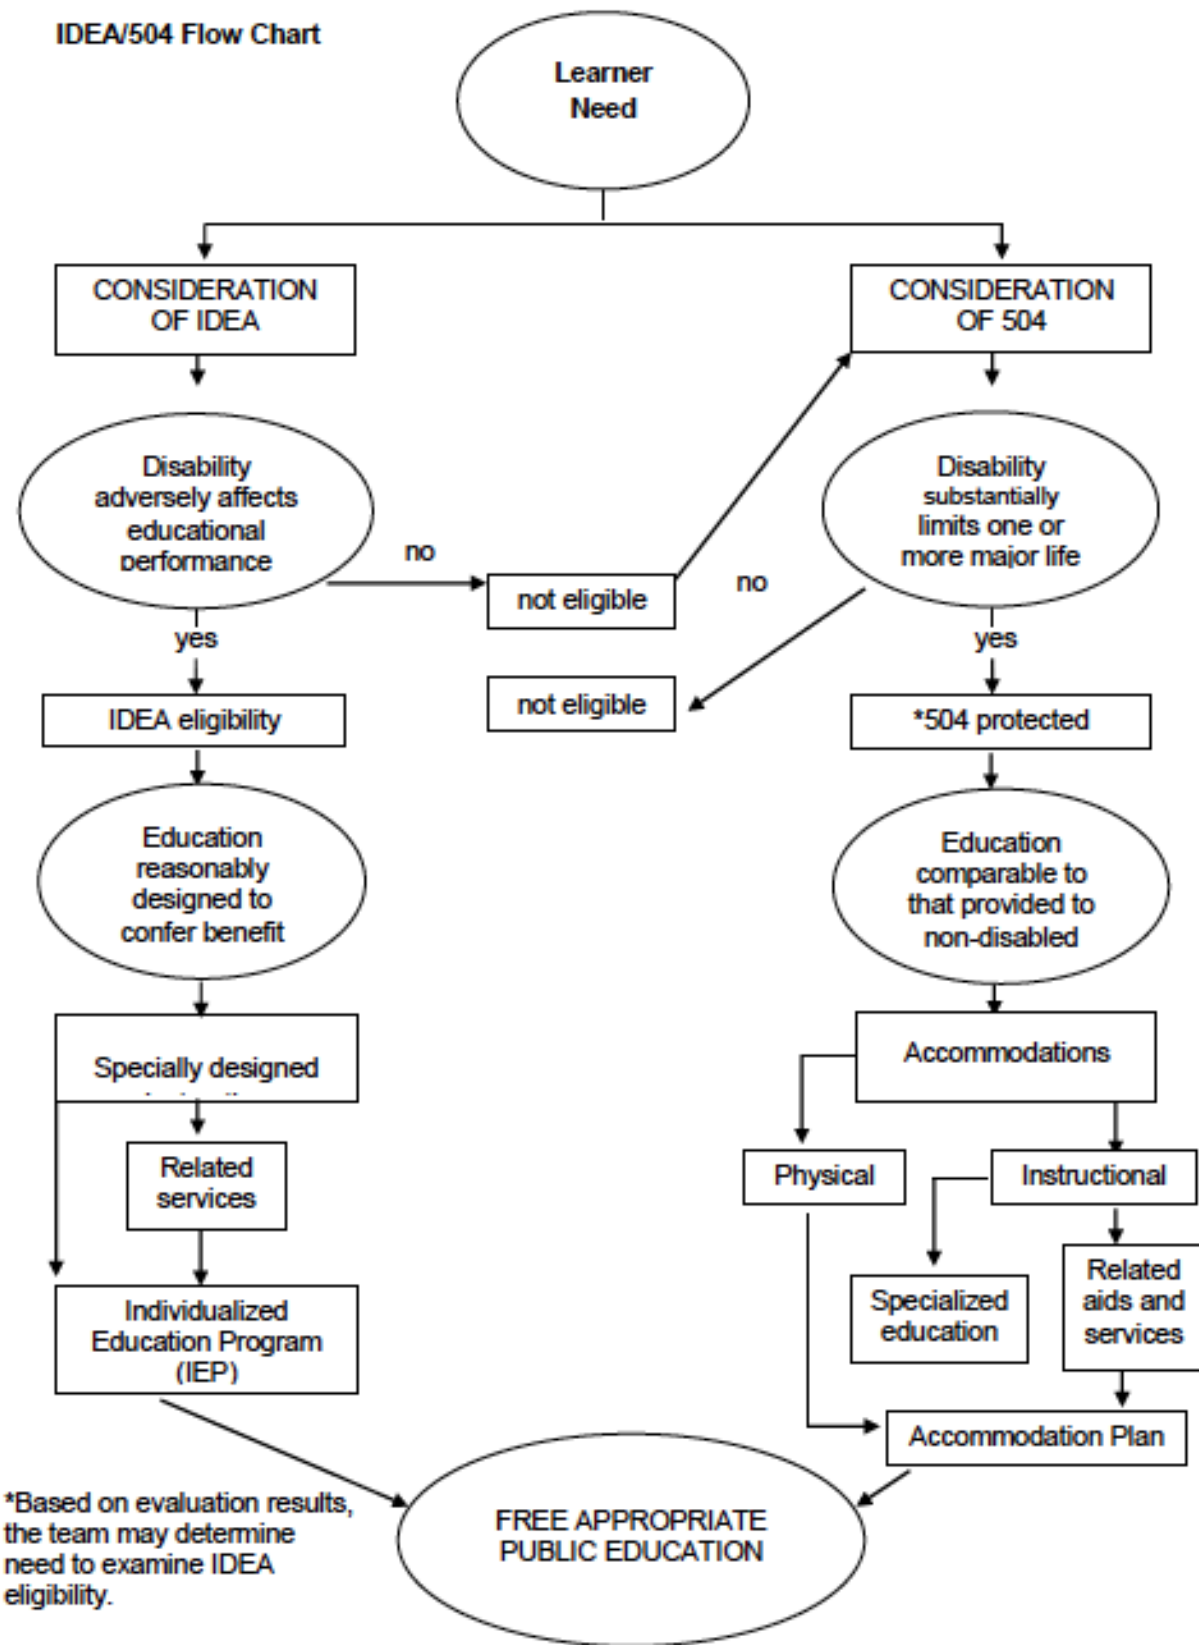 IDEA/504 Flow Chart
Learner
Need
CONSIDERATION
OF IDEA
CONSIDERATION
OF 504
Disability
adversely affects
educational
performance
no
not eligible
yes
IDEA eligibility
Education
reasonably
designed to
confer benefit
Specially designed
Related
services
Individualized
Education Program
(IEP)
Disability
substantially
limits one or
more major life
no
not eligible
yes
*504 protected
Education
comparable to
that provided to
non-disabled
Accommodations
Physical
Instructional
Specialized
education
Related
aids and
services
Accommodation Plan
FREE APPROPRIATE
PUBLIC EDUCATION
*Based on evaluation results,
the team may determine
need to examine IDEA
eligibility.